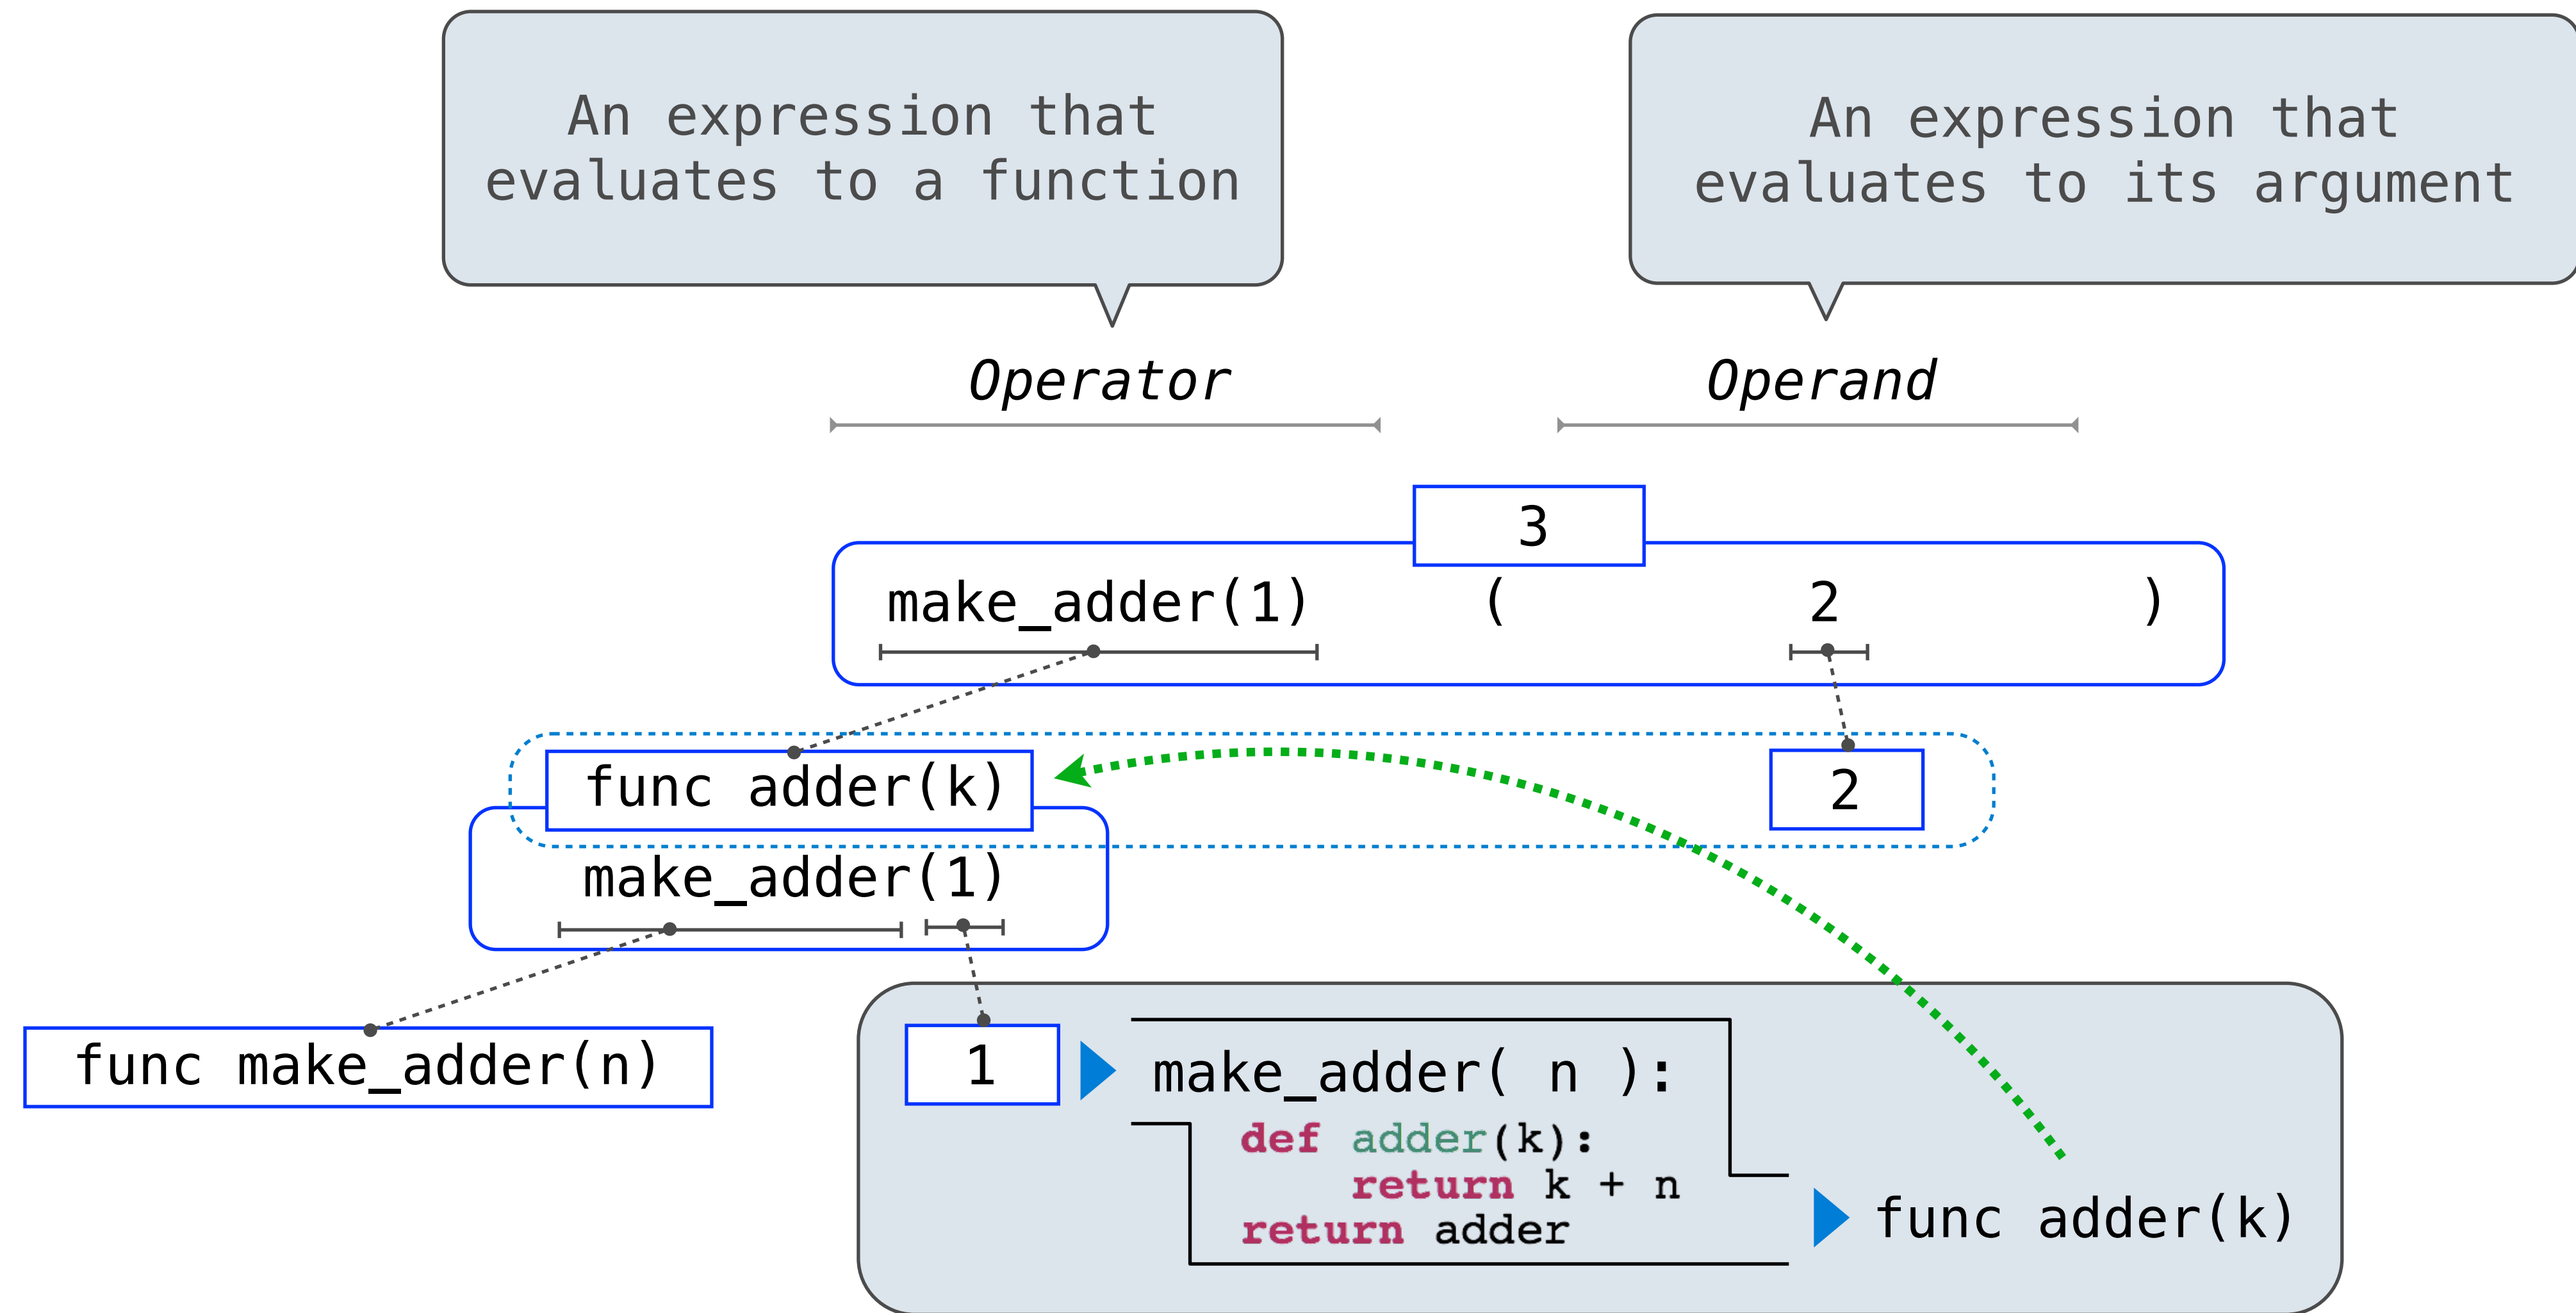 An expression that
evaluates to a function
An expression that
evaluates to its argument
Operator
Operand
3
make_adder(1) ( 2 )
func adder(k)
2
make_adder(1)
func make_adder(n)
1
make_adder( n ):
def adder(k):
return k + n
return adder
func adder(k)